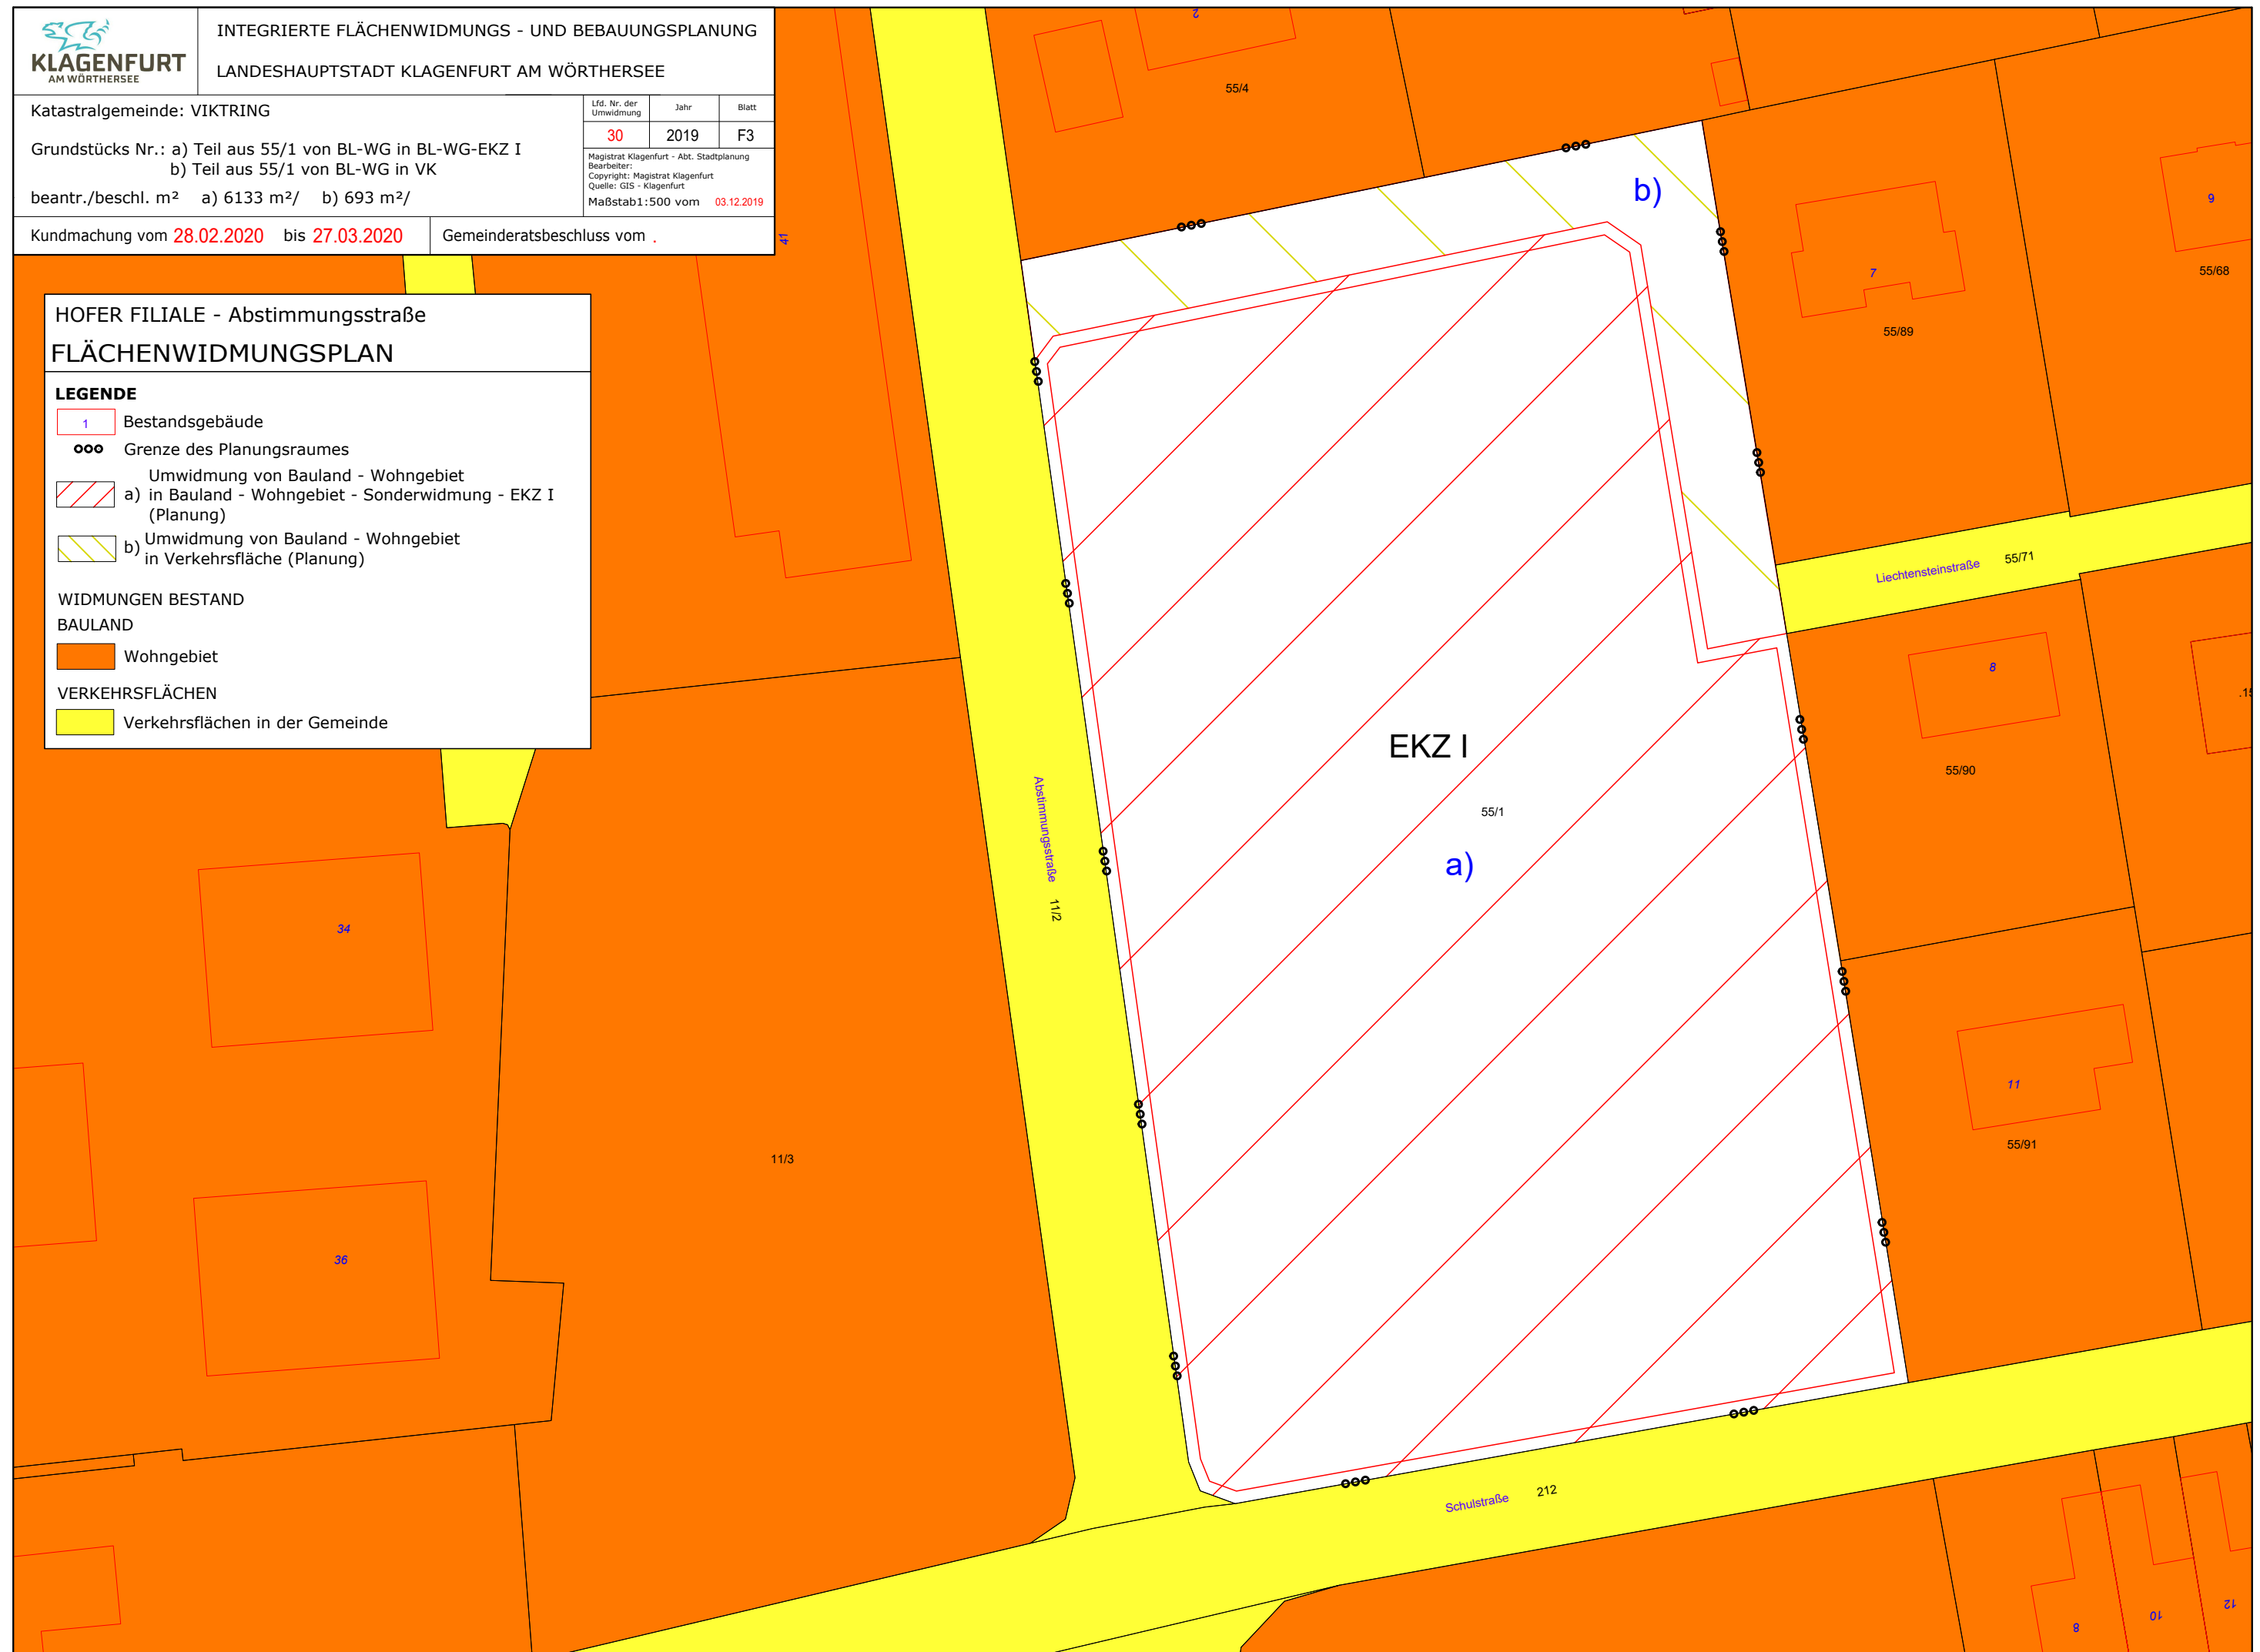 KLAGENFURT
AM WÖRTHERSEE
INTEGRIERTE FLÄCHENWIDMUNGS - UND BEBAUUNGSPLANUNG
LANDESHAUPTSTADT KLAGENFURT AM WÖRTHERSEE
Katastralgemeinde: VIKTRING
Grundstücks Nr.: a) Teil aus 55/1 von BL-WG in BL-WG-EKZ I
b) Teil aus 55/1 von BL-WG in VK
beantr./beschl. m² a) 6133 m²/ b) 693 m²/
Lfd. Nr. der Umwidmung Jahr Blatt
30 2019 F3
Magistrat Klagenfurt - Abt. Stadtplanung
Bearbeiter:
Copyright: Magistrat Klagenfurt
Quelle: GIS - Klagenfurt
Maßstab1:500 vom 03.12.2019
Kundmachung vom 28.02.2020 bis 27.03.2020
Gemeinderatsbeschluss vom .
HOFER FILIALE - Abstimmungsstraße
FLÄCHENWIDMUNGSPLAN
LEGENDE
1 Bestandsgebäude
Grenze des Planungsraumes
Umwidmung von Bauland - Wohngebiet
a) in Bauland - Wohngebiet - Sonderwidmung - EKZ I
(Planung)
b) Umwidmung von Bauland - Wohngebiet
in Verkehrsfläche (Planung)
WIDMUNGEN BESTAND
BAULAND
Wohngebiet
VERKEHRSFLÄCHEN
Verkehrsflächen in der Gemeinde
2
55/4
41
b)
7
55/89
9
55/68
Liechtensteinstraße 55/71
8
55/90
.15
EKZ I
55/1
a)
Abstimmungsstraße 11/2
34
36
11/3
11
55/91
Schulstraße 212
8
10
12